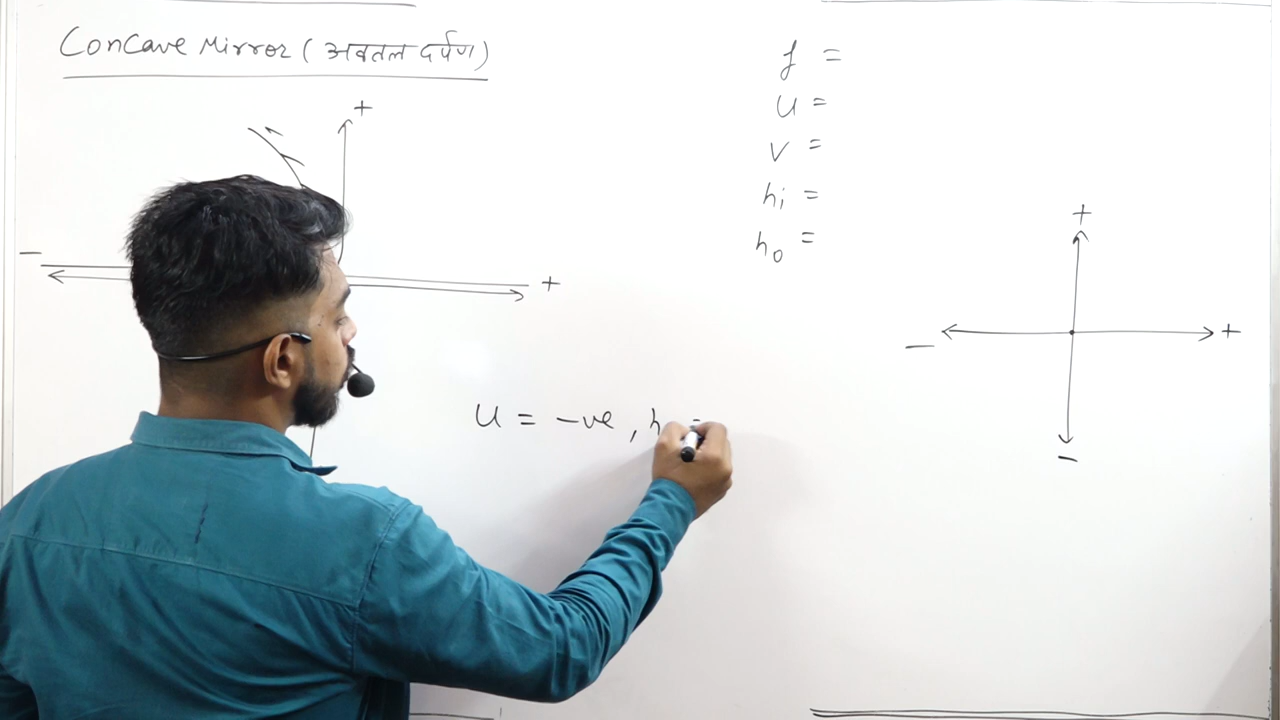 Concave Mirror (अवतल दर्पण)
+
- +
u = -ve, h
f =
u =
v =
hi =
ho =
+
- +
-